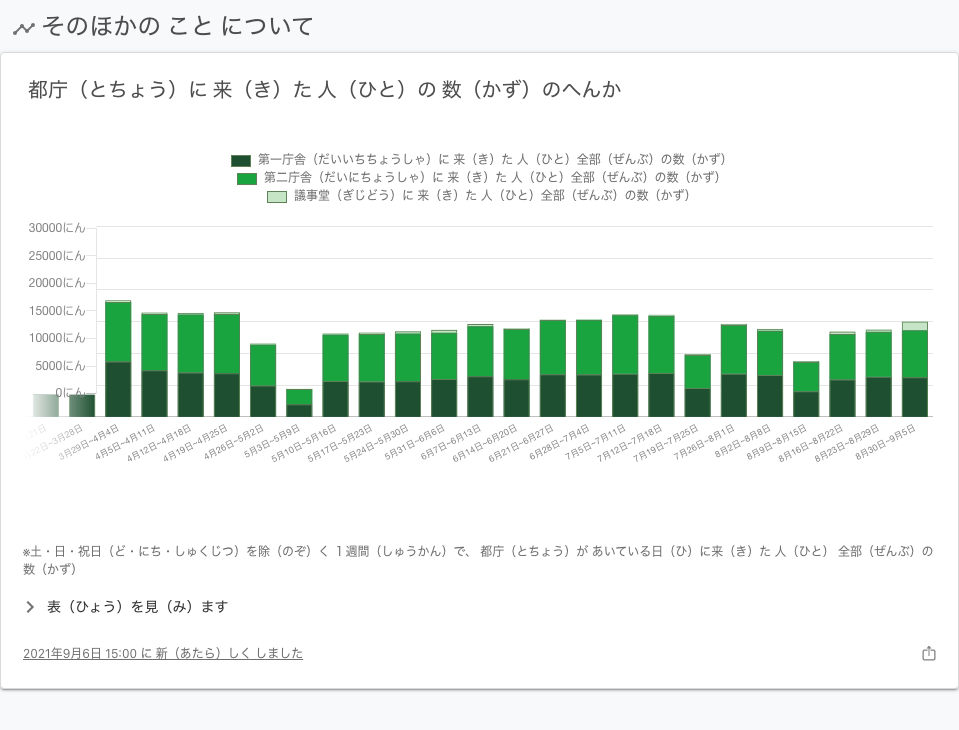 そのほかの こと について
都庁（とちょう）に 来（き）た 人（ひと）の 数（かず）のへんか
第一庁舎（だいいちちょうしゃ）に 来（き）た 人（ひと）全部（ぜんぶ）の数（かず）
第二庁舎（だいにちょうしゃ）に 来（き）た 人（ひと）全部（ぜんぶ）の数（かず）
議事堂（ぎじどう）に 来（き）た 人（ひと）全部（ぜんぶ）の数（かず）
30000にん
25000にん
20000にん
15000にん
10000にん
5000にん
0にん
3月29日~4月4日
4月5日~4月11日
4月12日~4月18日
4月19日~4月25日
4月26日~5月2日
5月3日~5月9日
5月10日~5月16日
5月17日~5月23日
5月24日~5月30日
5月31日~6月6日
6月7日~6月13日
6月14日~6月20日
6月21日~6月27日
6月28日~7月4日
7月5日~7月11日
7月12日~7月18日
7月19日~7月25日
7月26日~8月1日
8月2日~8月8日
8月9日~8月15日
8月16日~8月22日
8月23日~8月29日
8月30日~9月5日
※土・日・祝日（ど・にち・しゅくじつ）を除（のぞ）く １週間（しゅうかん）で、 都庁（とちょう）が あいている日（ひ）に来（き）た 人（ひと） 全部（ぜんぶ）の
数（かず）
表（ひょう）を見（み）ます
2021年9月6日 15:00 に 新（あたら）しく しました